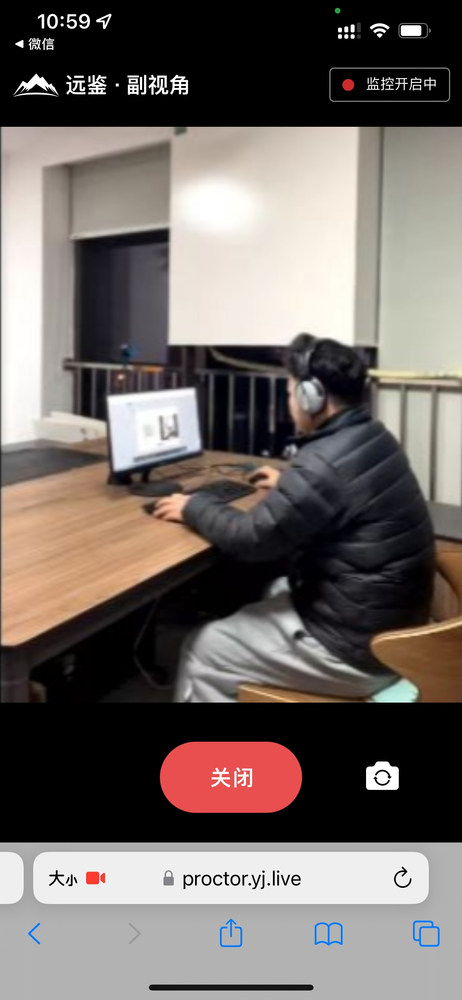 10:59
微信
远鉴 · 副视角
监控开启中
关闭
大小
proctor.yj.live